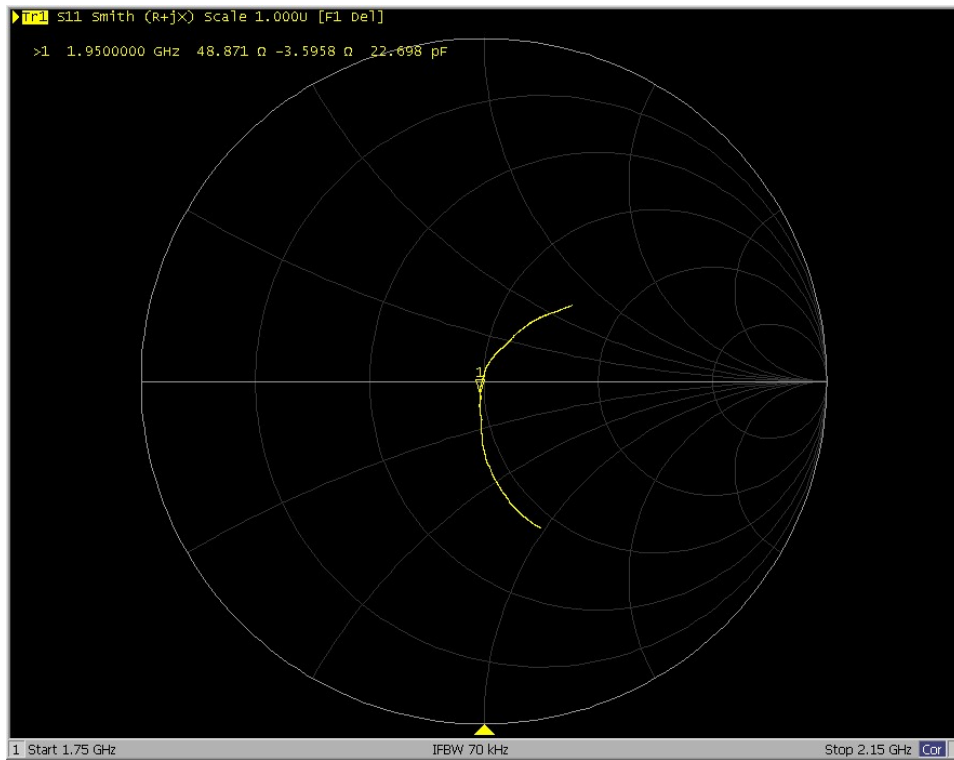 Tr1 S11 Smith (R+jX) Scale 1.000U [F1 Del]
>1 1.9500000 GHz 48.871 Ω -3.5958 Ω 22.698 pF
1
1 Start 1.75 GHz IFBW 70 kHz Stop 2.15 GHz Cor